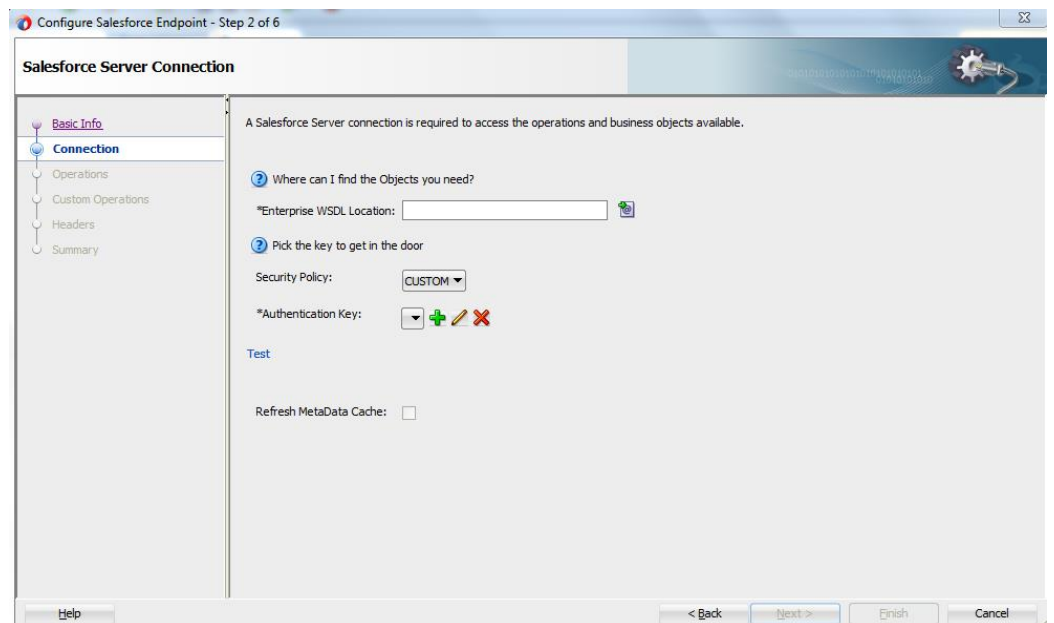 Configure Salesforce Endpoint - Step 2 of 6
Salesforce Server Connection
Basic Info
Connection
Operations
Custom Operations
Headers
Summary
A Salesforce Server connection is required to access the operations and business objects available.
Where can I find the Objects you need?
*Enterprise WSDL Location:
Pick the key to get in the door
Security Policy:
CUSTOM
*Authentication Key:
Test
Refresh MetaData Cache:
Help
< Back
Next >
Finish
Cancel